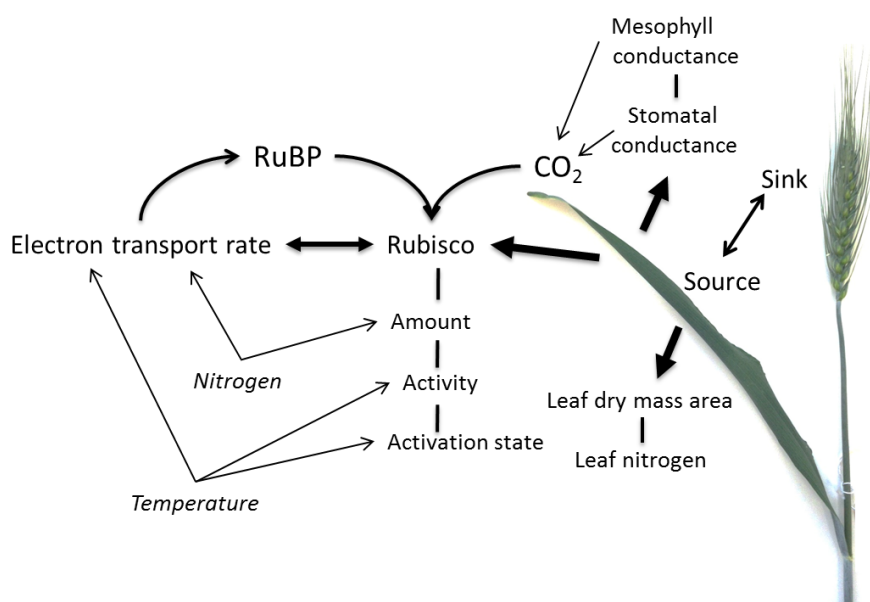 Mesophyll
conductance
Stomatal
conductance
RuBP
CO₂
Sink
Electron transport rate
Rubisco
Source
Amount
Nitrogen
Activity
Leaf dry mass area
Activation state
Leaf nitrogen
Temperature